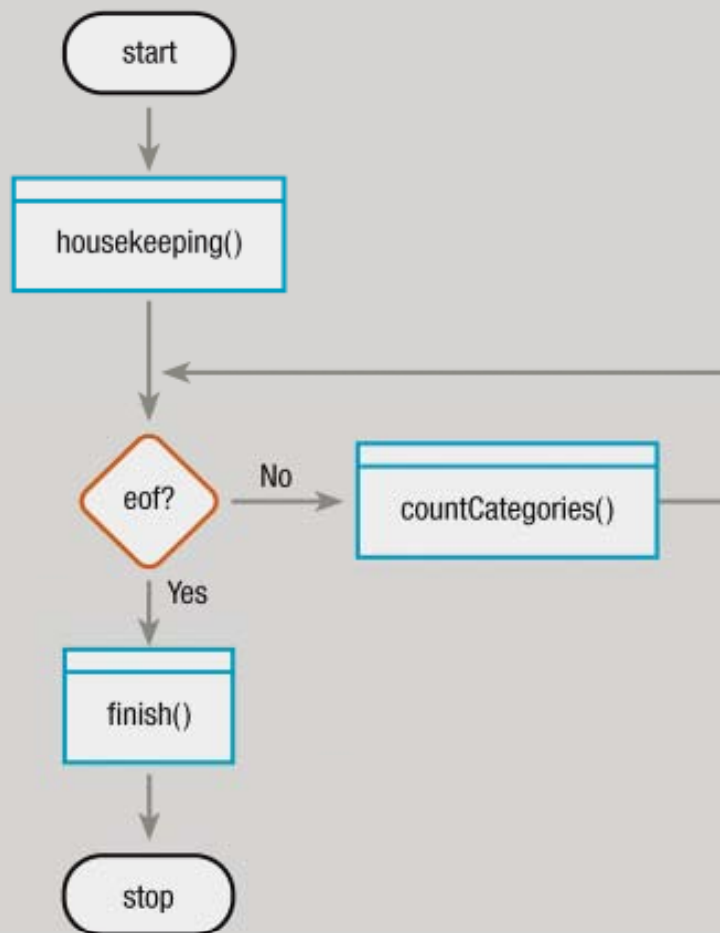 start
housekeeping()
eof?
No
countCategories()
Yes
finish()
stop